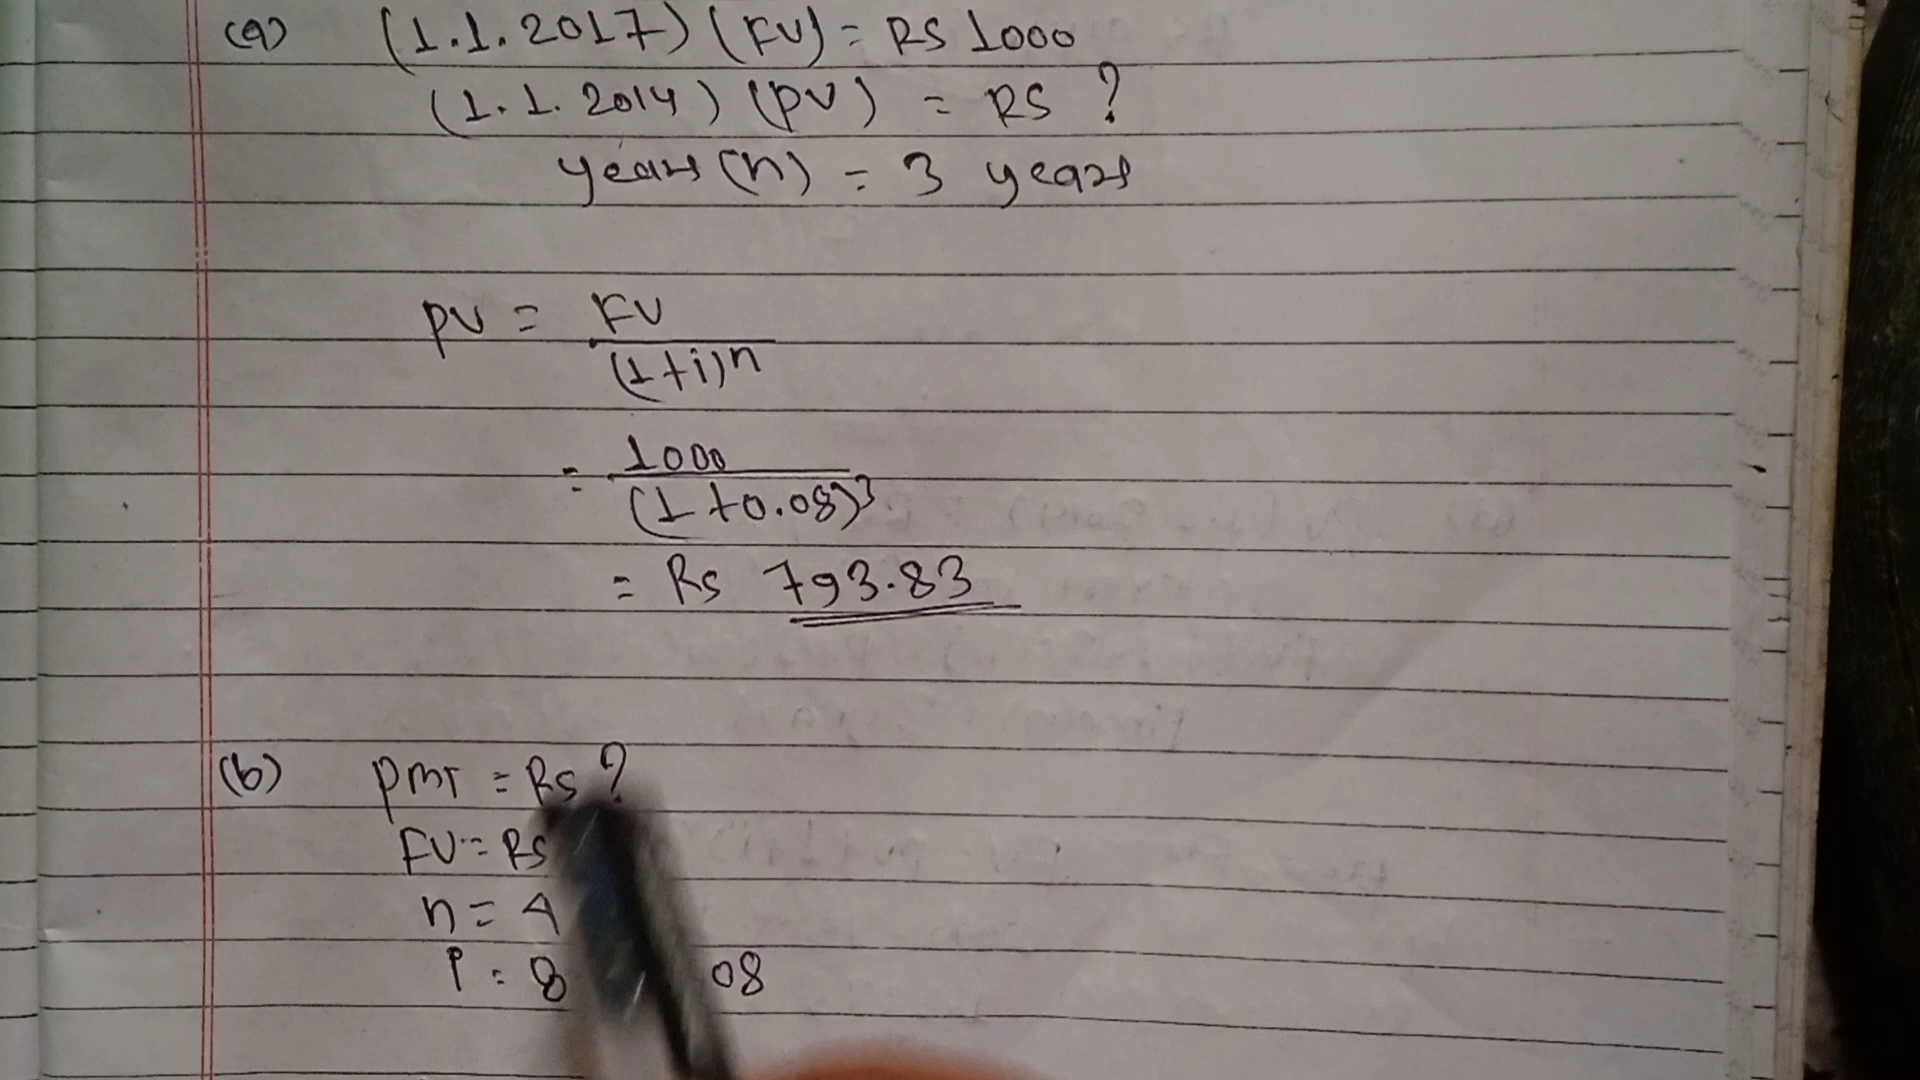 (a) (1.1.2017) (FV) = RS 1000
(1.1.2014) (PV) = RS ?
years (n) = 3 years
PV = FV
(1+i)n
= 1000
(1+0.08)3
= Rs 793.83
(b) PMT = Rs ?
FV = Rs
n = 4
i = 8 08